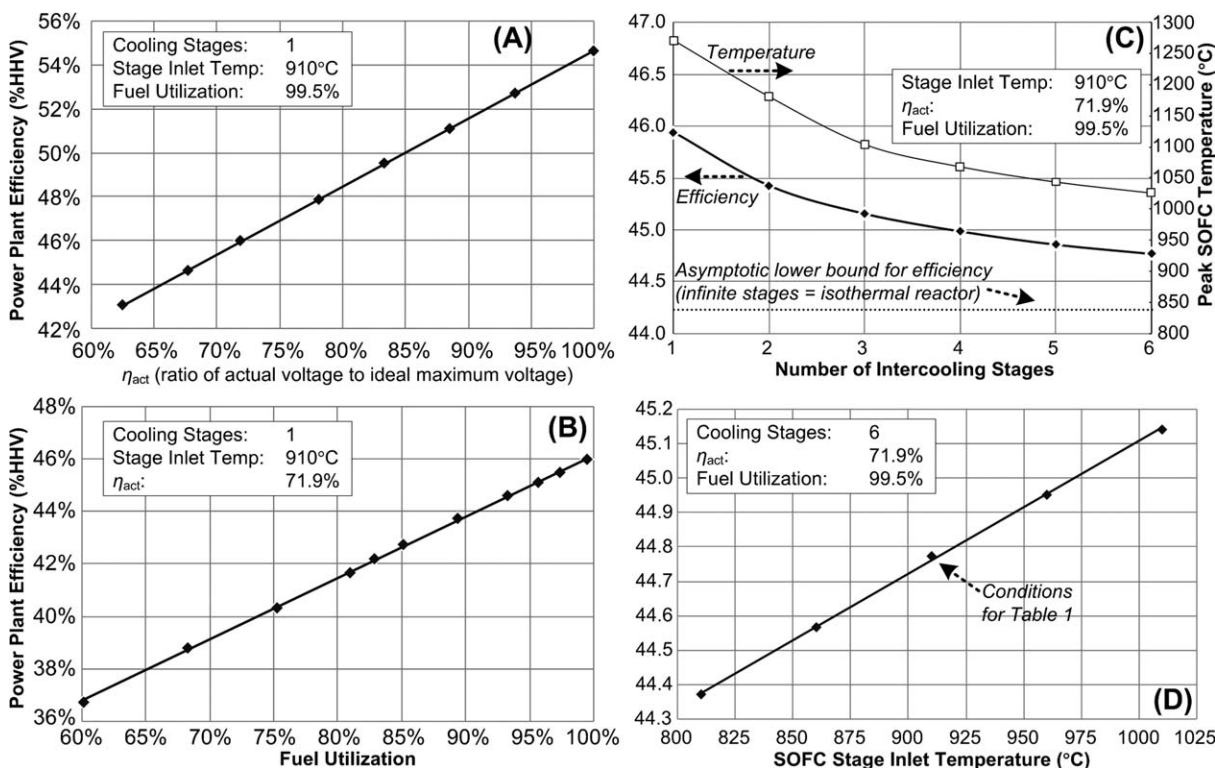 Power Plant Efficiency (%HHV)
56%
54%
52%
50%
48%
46%
44%
42%
(A)
Cooling Stages: 1
Stage Inlet Temp: 910°C
Fuel Utilization: 99.5%
60% 65% 70% 75% 80% 85% 90% 95% 100%
ηact (ratio of actual voltage to ideal maximum voltage)
47.0
46.5
46.0
45.5
45.0
44.5
44.0
(C)
Temperature
Stage Inlet Temp: 910°C
ηact: 71.9%
Fuel Utilization: 99.5%
Efficiency
Asymptotic lower bound for efficiency
(infinite stages = isothermal reactor)
1300
1250
1200
1150
1100
1050
1000
950
900
850
800
Peak SOFC Temperature (°C)
1 2 3 4 5 6
Number of Intercooling Stages
Power Plant Efficiency (%HHV)
48%
46%
44%
42%
40%
38%
36%
(B)
Cooling Stages: 1
Stage Inlet Temp: 910°C
ηact: 71.9%
60% 65% 70% 75% 80% 85% 90% 95% 100%
Fuel Utilization
45.2
45.1
45.0
44.9
44.8
44.7
44.6
44.5
44.4
44.3
Cooling Stages: 6
ηact: 71.9%
Fuel Utilization: 99.5%
Conditions
for Table 1
(D)
800 825 850 875 900 925 950 975 1000 1025
SOFC Stage Inlet Temperature (°C)